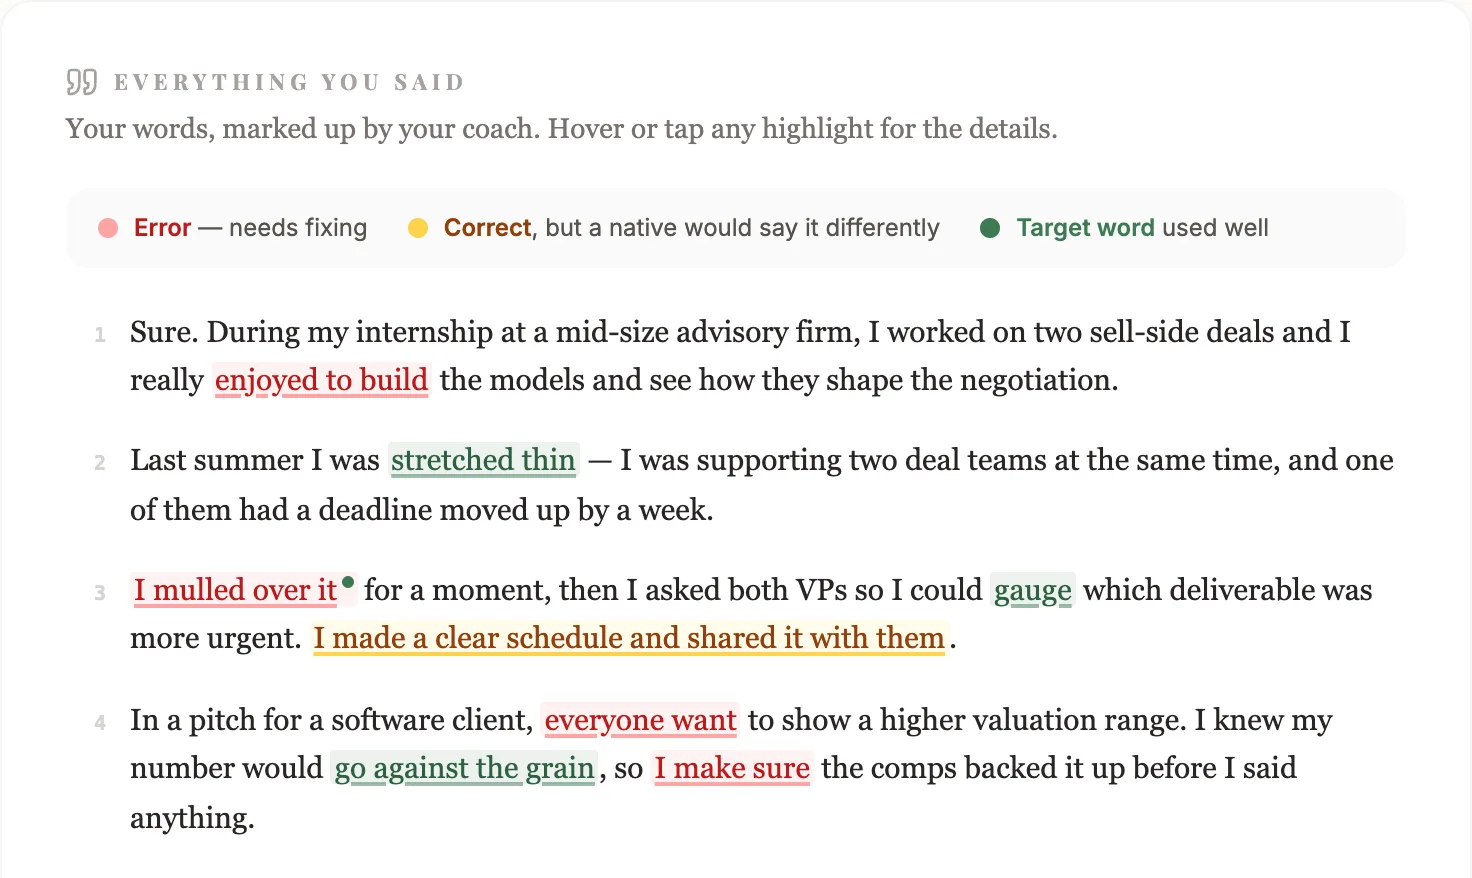 EVERYTHING YOU SAID
Your words, marked up by your coach. Hover or tap any highlight for the details.
Error — needs fixing Correct, but a native would say it differently Target word used well
1 Sure. During my internship at a mid-size advisory firm, I worked on two sell-side deals and I
really enjoyed to build the models and see how they shape the negotiation.
2 Last summer I was stretched thin — I was supporting two deal teams at the same time, and one
of them had a deadline moved up by a week.
3 I mulled over it for a moment, then I asked both VPs so I could gauge which deliverable was
more urgent. I made a clear schedule and shared it with them.
4 In a pitch for a software client, everyone want to show a higher valuation range. I knew my
number would go against the grain, so I make sure the comps backed it up before I said
anything.